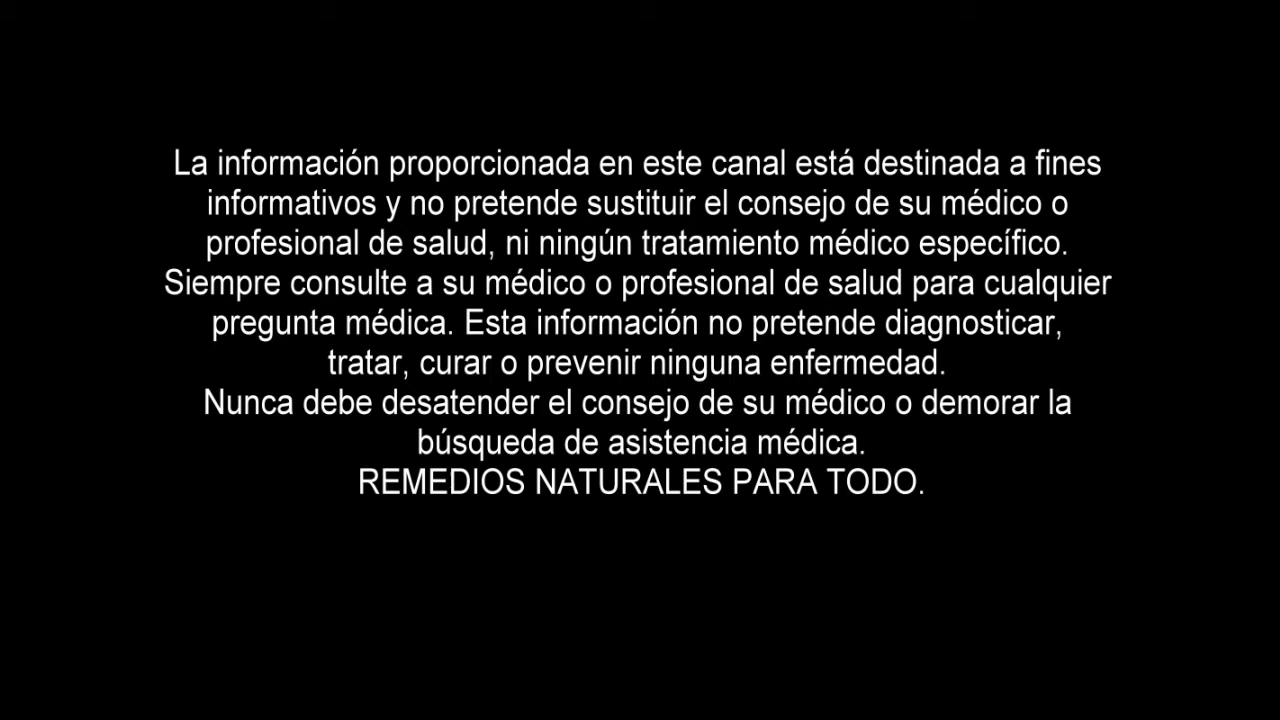 La información proporcionada en este canal está destinada a fines
informativos y no pretende sustituir el consejo de su médico o
profesional de salud, ni ningún tratamiento médico específico.
Siempre consulte a su médico o profesional de salud para cualquier
pregunta médica. Esta información no pretende diagnosticar,
tratar, curar o prevenir ninguna enfermedad.
Nunca debe desatender el consejo de su médico o demorar la
búsqueda de asistencia médica.
REMEDIOS NATURALES PARA TODO.